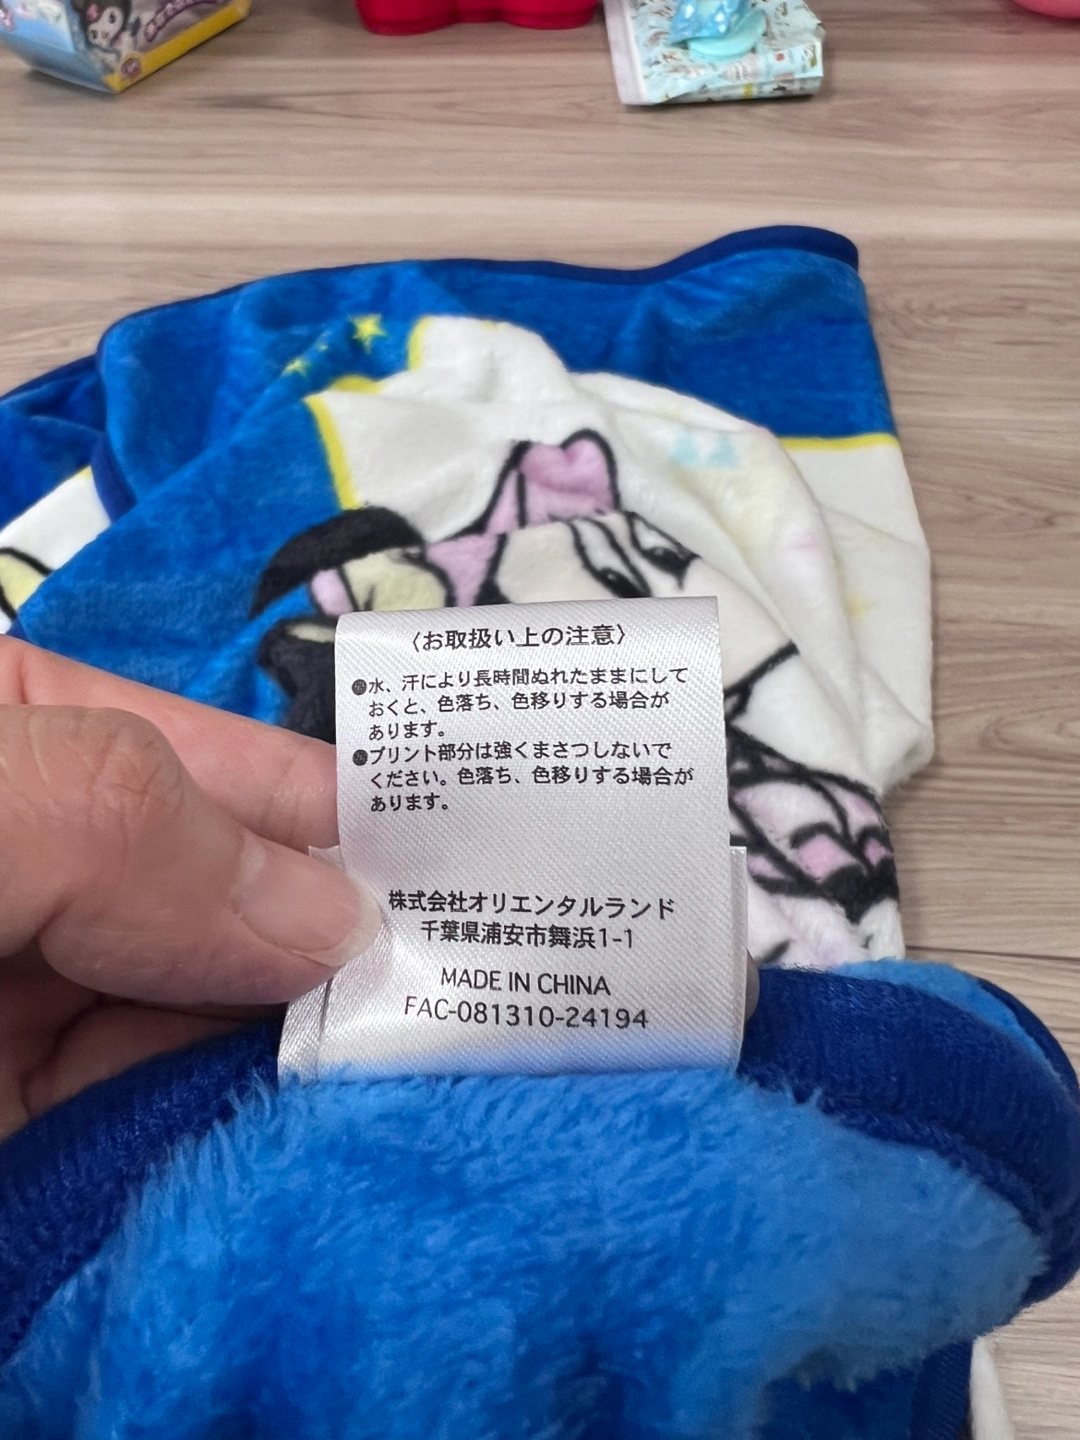 〈お取扱い上の注意〉
●水、汗により長時間ぬれたままにして
おくと、色落ち、色移りする場合が
あります。
●プリント部分は強くまさつしないで
ください。色落ち、色移りする場合が
あります。
株式会社オリエンタルランド
千葉県浦安市舞浜1-1
MADE IN CHINA
FAC-081310-24194